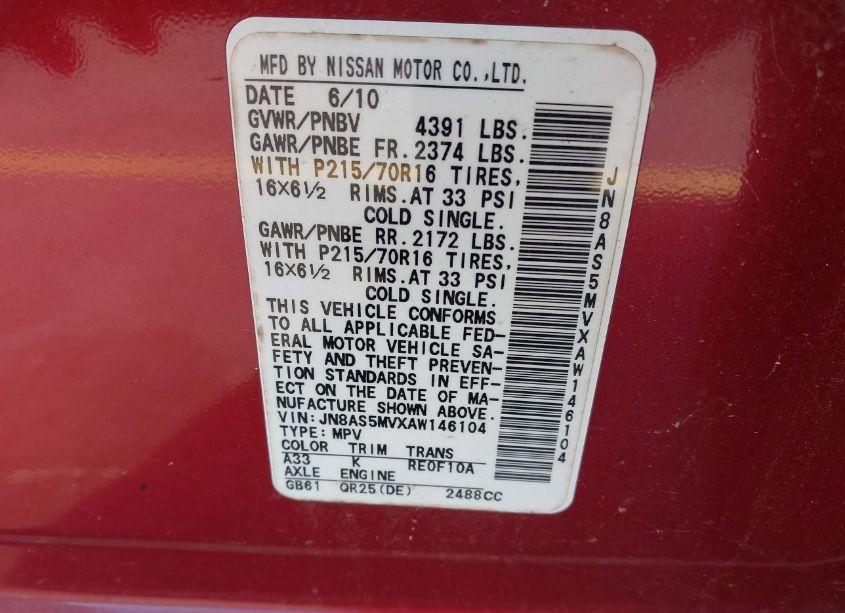 MFD BY NISSAN MOTOR CO.,LTD.
DATE 6/10
GVWR/PNBV 4391 LBS.
GAWR/PNBE FR. 2374 LBS.
WITH P215/70R16 TIRES,
16X6½ RIMS.AT 33 PSI
COLD SINGLE.
GAWR/PNBE RR. 2172 LBS.
WITH P215/70R16 TIRES,
16X6½ RIMS.AT 33 PSI
COLD SINGLE.
THIS VEHICLE CONFORMS
TO ALL APPLICABLE FED-
ERAL MOTOR VEHICLE SA-
FETY AND THEFT PREVEN-
TION STANDARDS IN EFF-
ECT ON THE DATE OF MA-
NUFACTURE SHOWN ABOVE.
VIN:JN8AS5MVXAW146104
TYPE: MPV
COLOR TRIM TRANS
A33 K RE0F10A
AXLE ENGINE
GB61 QR25(DE) 2488CC
JN8AS5MVXAW146104